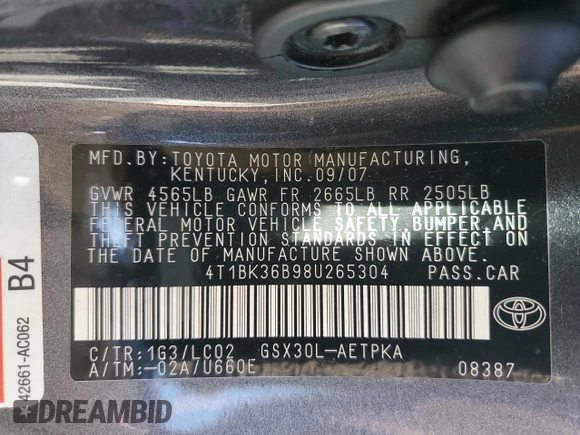 MFD.BY:TOYOTA MOTOR MANUFACTURING,
KENTUCKY, INC.09/07
GVWR 4565LB GAWR FR 2665LB RR 2505LB
THIS VEHICLE CONFORMS TO ALL APPLICABLE
FEDERAL MOTOR VEHICLE SAFETY, BUMPER, AND
THEFT PREVENTION STANDARDS IN EFFECT ON
THE DATE OF MANUFACTURE SHOWN ABOVE.
4T1BK36B98U265304 PASS.CAR
C/TR:1G3/LC02 GSX30L-AETPKA
A/TM:-02A/U660E
08387
B4
42661-AC062
DREAMBID